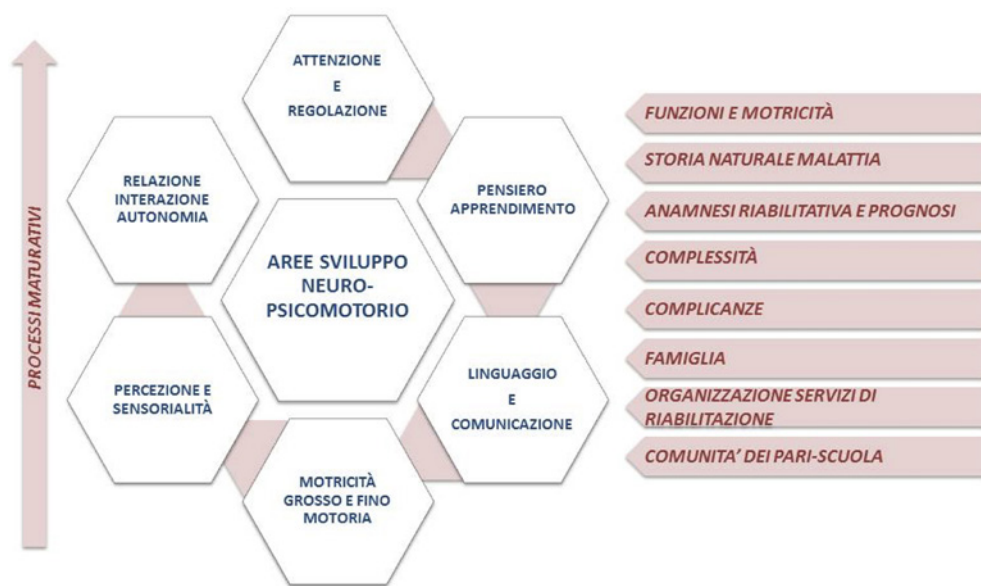 PROCESSI MATURATIVI
ATTENZIONE
E
REGOLAZIONE
RELAZIONE
INTERAZIONE
AUTONOMIA
PENSIERO
APPRENDIMENTO
AREE SVILUPPO
NEURO-
PSICOMOTORIO
PERCEZIONE E
SENSORIALITÀ
LINGUAGGIO
E
COMUNICAZIONE
MOTRICITÀ
GROSSO E FINO
MOTORIA
FUNZIONI E MOTRICITÀ
STORIA NATURALE MALATTIA
ANAMNESI RIABILITATIVA E PROGNOSI
COMPLESSITÀ
COMPLICANZE
FAMIGLIA
ORGANIZZAZIONE SERVIZI DI
RIABILITAZIONE
COMUNITA’ DEI PARI-SCUOLA